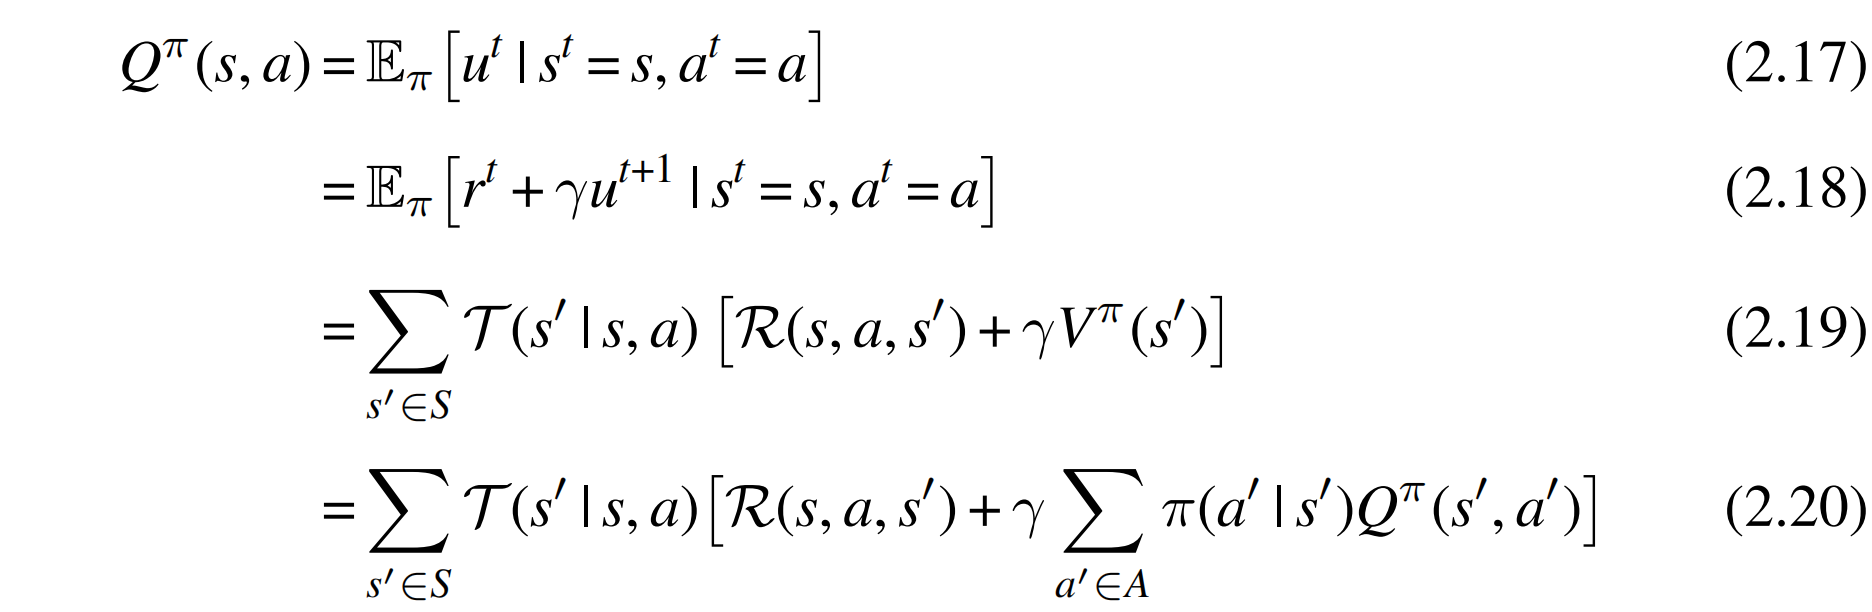 Q^π(s, a) = 𝔼_π [u^t | s^t = s, a^t = a] (2.17)
= 𝔼_π [r^t + γu^{t+1} | s^t = s, a^t = a] (2.18)
= ∑_{s′∈S} 𝒯(s′ | s, a) [ℛ(s, a, s′) + γV^π(s′)] (2.19)
= ∑_{s′∈S} 𝒯(s′ | s, a) [ℛ(s, a, s′) + γ ∑_{a′∈A} π(a′ | s′)Q^π(s′, a′)] (2.20)